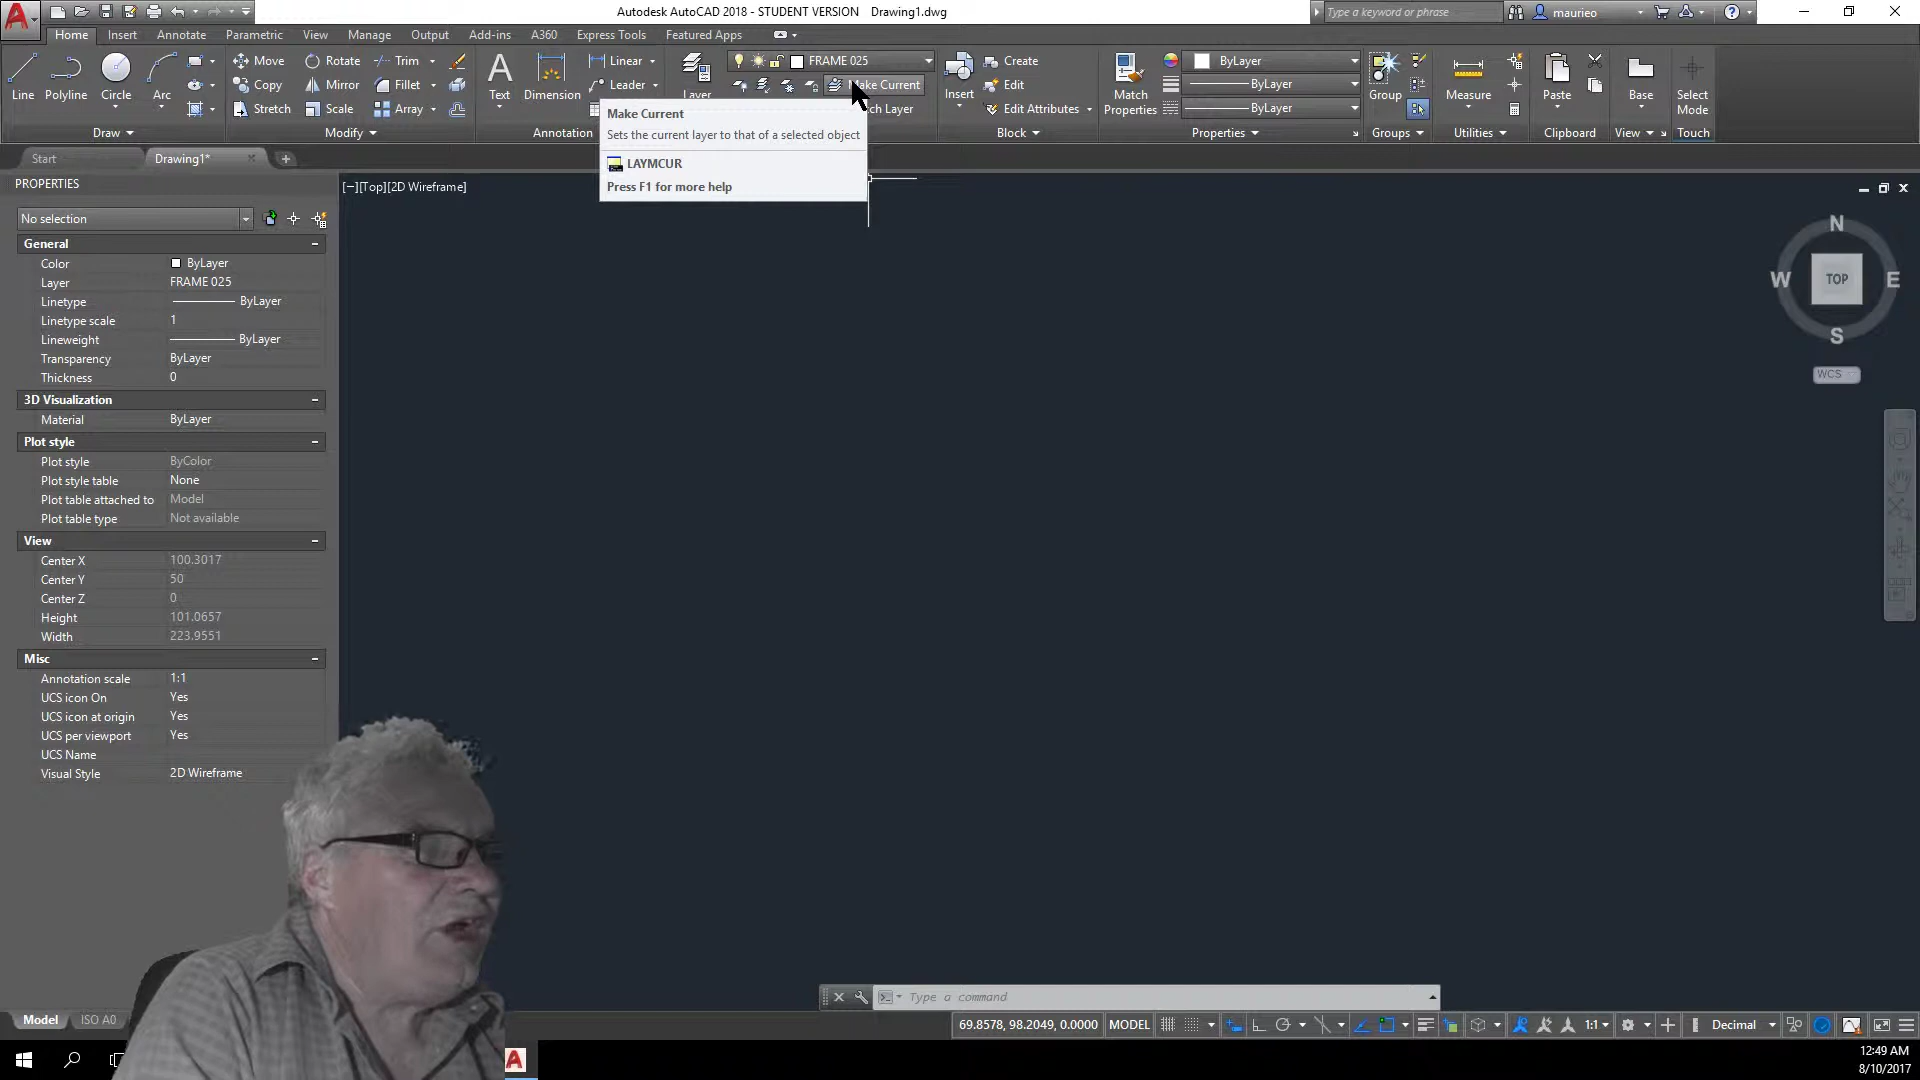 Autodesk AutoCAD 2018 - STUDENT VERSION Drawing1.dwg
Type a keyword or phrase
maurieo
Home Insert Annotate Parametric View Manage Output Add-ins A360 Express Tools Featured Apps
Line Polyline Circle Arc
Move Rotate Trim
Copy Mirror Fillet
Stretch Scale Array
Text Dimension
Linear
Leader
Layer
FRAME 025
Make Current
Layer
Insert
Create
Edit
Edit Attributes
Match Properties
ByLayer
ByLayer
ByLayer
Group
Measure
Paste
Base
Select Mode
Draw Modify Annotation Block Properties Groups Utilities Clipboard View Touch
Make Current
Sets the current layer to that of a selected object
LAYMCUR
Press F1 for more help
Start Drawing1*
PROPERTIES
[−][Top][2D Wireframe]
No selection
General
Color ByLayer
Layer FRAME 025
Linetype ByLayer
Linetype scale 1
Lineweight ByLayer
Transparency ByLayer
Thickness 0
3D Visualization
Material ByLayer
Plot style
Plot style ByColor
Plot style table None
Plot table attached to Model
Plot table type Not available
View
Center X 100.3017
Center Y 50
Center Z 0
Height 101.0657
Width 223.9551
Misc
Annotation scale 1:1
UCS icon On Yes
UCS icon at origin Yes
UCS per viewport Yes
UCS Name
Visual Style 2D Wireframe
N
W TOP E
S
WCS
Type a command
Model ISO A0
69.8578, 98.2049, 0.0000 MODEL 1:1 Decimal
12:49 AM
8/10/2017